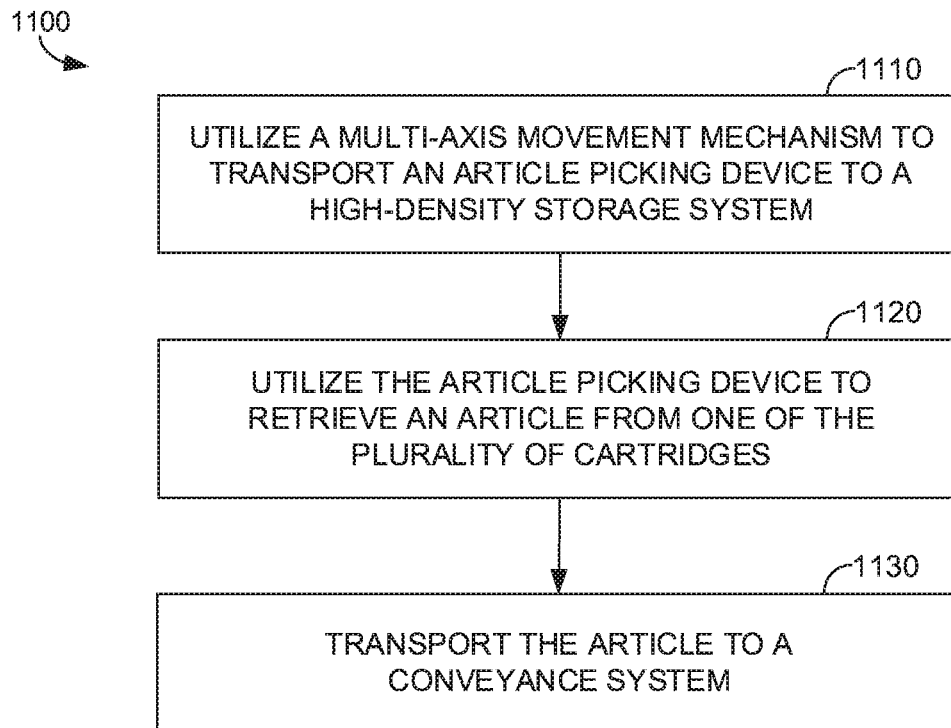 1100
1110
UTILIZE A MULTI-AXIS MOVEMENT MECHANISM TO
TRANSPORT AN ARTICLE PICKING DEVICE TO A
HIGH-DENSITY STORAGE SYSTEM
1120
UTILIZE THE ARTICLE PICKING DEVICE TO
RETRIEVE AN ARTICLE FROM ONE OF THE
PLURALITY OF CARTRIDGES
1130
TRANSPORT THE ARTICLE TO A
CONVEYANCE SYSTEM